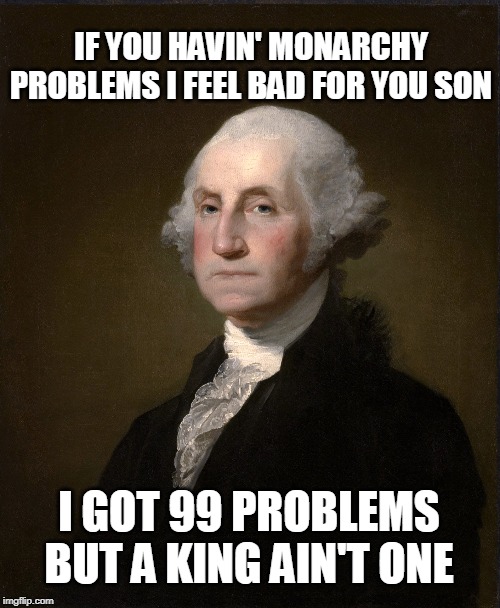 IF YOU HAVIN' MONARCHY
PROBLEMS I FEEL BAD FOR YOU SON
I GOT 99 PROBLEMS
BUT A KING AIN'T ONE
imgflip.com